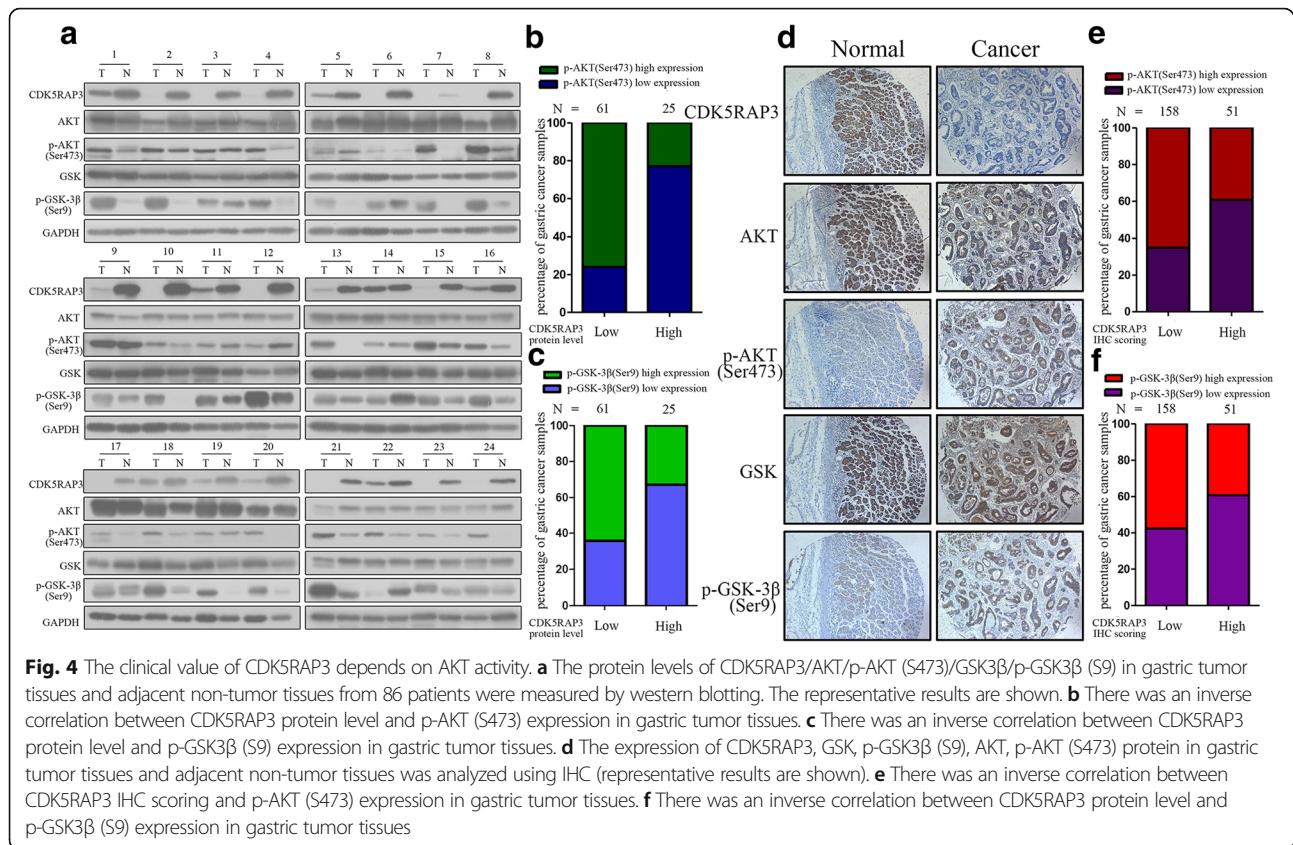 a
1 2 3 4 5 6 7 8
T N T N T N T N T N T N T N T N
CDK5RAP3
AKT
p-AKT
(Ser473)
GSK
p-GSK-3β
(Ser9)
GAPDH
9 10 11 12 13 14 15 16
T N T N T N T N T N T N T N T N
CDK5RAP3
AKT
p-AKT
(Ser473)
GSK
p-GSK-3β
(Ser9)
GAPDH
17 18 19 20 21 22 23 24
T N T N T N T N T N T N T N T N
CDK5RAP3
AKT
p-AKT
(Ser473)
GSK
p-GSK-3β
(Ser9)
GAPDH
b
p-AKT(Ser473) high expression
p-AKT(Ser473) low expression
N = 61 25
percentage of gastric cancer samples
100
80
60
40
20
0
CDK5RAP3
protein level
Low High
c
p-GSK-3β(Ser9) high expression
p-GSK-3β(Ser9) low expression
N = 61 25
percentage of gastric cancer samples
100
80
60
40
20
0
CDK5RAP3
protein level
Low High
d
Normal Cancer
CDK5RAP3
AKT
p-AKT
(Ser473)
GSK
p-GSK-3β
(Ser9)
e
p-AKT(Ser473) high expression
p-AKT(Ser473) low expression
N = 158 51
percentage of gastric cancer samples
100
80
60
40
20
0
CDK5RAP3
IHC scoring
Low High
f
p-GSK-3β(Ser9) high expression
p-GSK-3β(Ser9) low expression
N = 158 51
percentage of gastric cancer samples
100
80
60
40
20
0
CDK5RAP3
IHC scoring
Low High
Fig. 4 The clinical value of CDK5RAP3 depends on AKT activity. a The protein levels of CDK5RAP3/AKT/p-AKT (S473)/GSK3β/p-GSK3β (S9) in gastric tumor
tissues and adjacent non-tumor tissues from 86 patients were measured by western blotting. The representative results are shown. b There was an inverse
correlation between CDK5RAP3 protein level and p-AKT (S473) expression in gastric tumor tissues. c There was an inverse correlation between CDK5RAP3
protein level and p-GSK3β (S9) expression in gastric tumor tissues. d The expression of CDK5RAP3, GSK, p-GSK3β (S9), AKT, p-AKT (S473) protein in gastric
tumor tissues and adjacent non-tumor tissues was analyzed using IHC (representative results are shown). e There was an inverse correlation between
CDK5RAP3 IHC scoring and p-AKT (S473) expression in gastric tumor tissues. f There was an inverse correlation between CDK5RAP3 protein level and
p-GSK3β (S9) expression in gastric tumor tissues